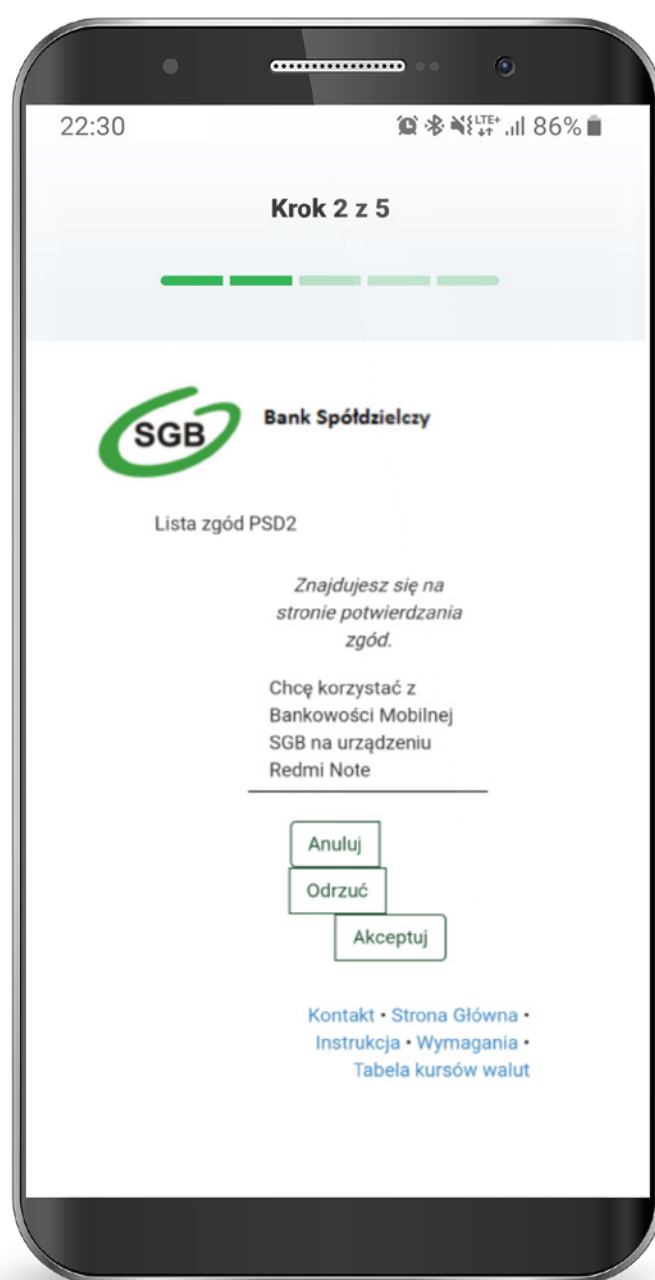 22:30 LTE+ 86%
Krok 2 z 5
SGB
Bank Spółdzielczy
Lista zgód PSD2
Znajdujesz się na
stronie potwierdzania
zgód.
Chcę korzystać z
Bankowości Mobilnej
SGB na urządzeniu
Redmi Note
Anuluj
Odrzuć
Akceptuj
Kontakt • Strona Główna •
Instrukcja • Wymagania •
Tabela kursów walut